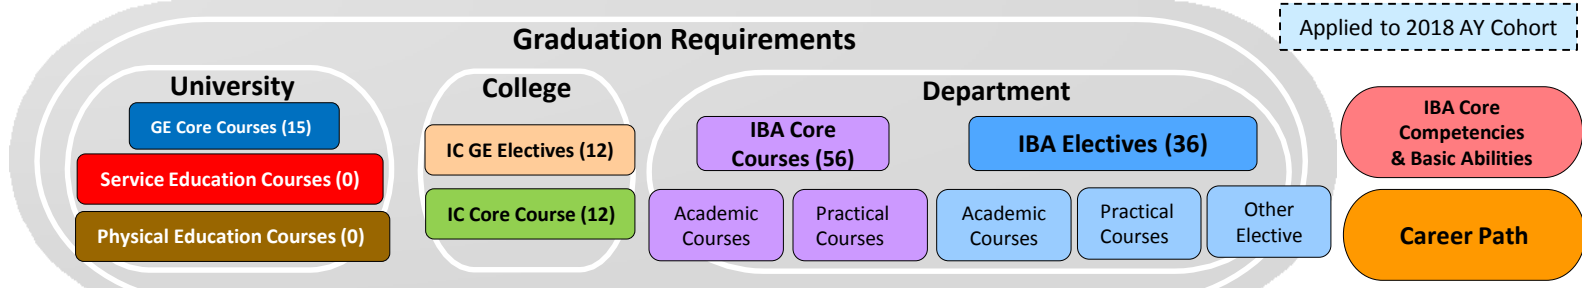 Applied to 2018 AY Cohort
Graduation Requirements
University
GE Core Courses (15)
Service Education Courses (0)
Physical Education Courses (0)
College
IC GE Electives (12)
IC Core Course (12)
Department
IBA Core
Courses (56)
IBA Electives (36)
Academic
Courses
Practical
Courses
Academic
Courses
Practical
Courses
Other
Elective
IBA Core
Competencies
& Basic Abilities
Career Path